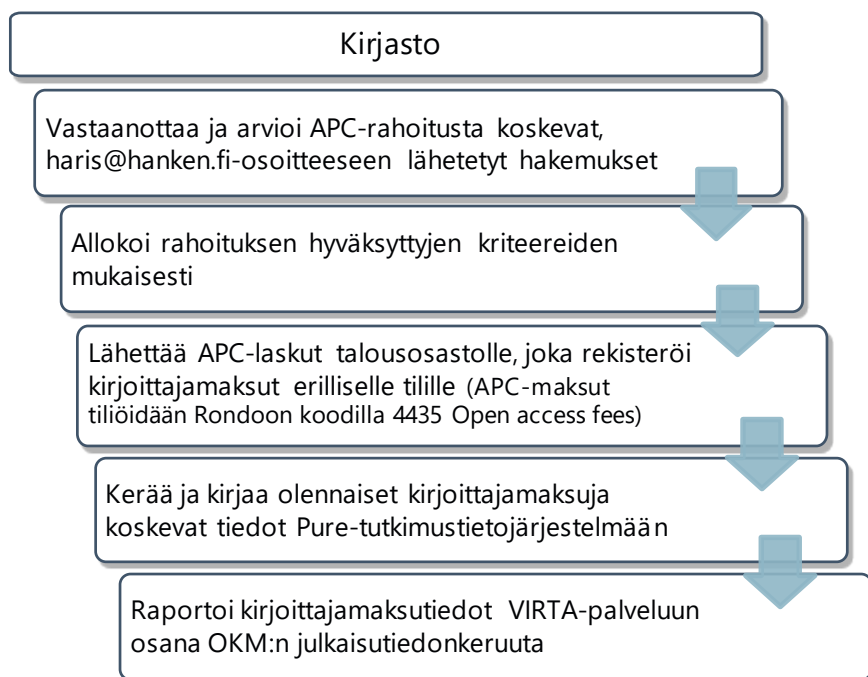 Kirjasto
Vastaanottaa ja arvioi APC-rahoitusta koskevat,
haris@hanken.fi-osoitteeseen lähetetyt hakemukset
Allokoi rahoituksen hyväksyttyjen kriteereiden
mukaisesti
Lähettää APC-laskut talousosastolle, joka rekisteröi
kirjoittajamaksut erilliselle tilille (APC-maksut
tiliöidään Rondoon koodilla 4435 Open access fees)
Kerää ja kirjaa olennaiset kirjoittajamaksuja
koskevat tiedot Pure-tutkimustietojärjestelmään
Raportoi kirjoittajamaksutiedot VIRTA-palveluun
osana OKM:n julkaisutiedonkeruuta